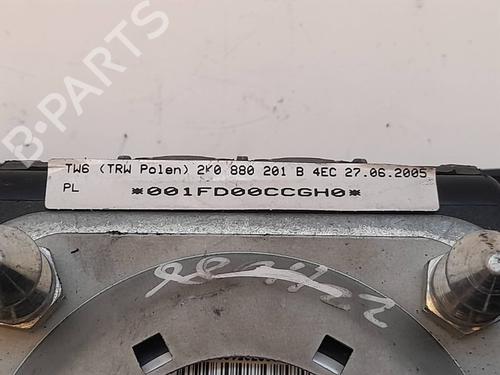 B-PARTS
TW6 (TRW Polen) 2K0 880 201 B 4EC 27.06.2005
PL
*001FD00CCGH0*